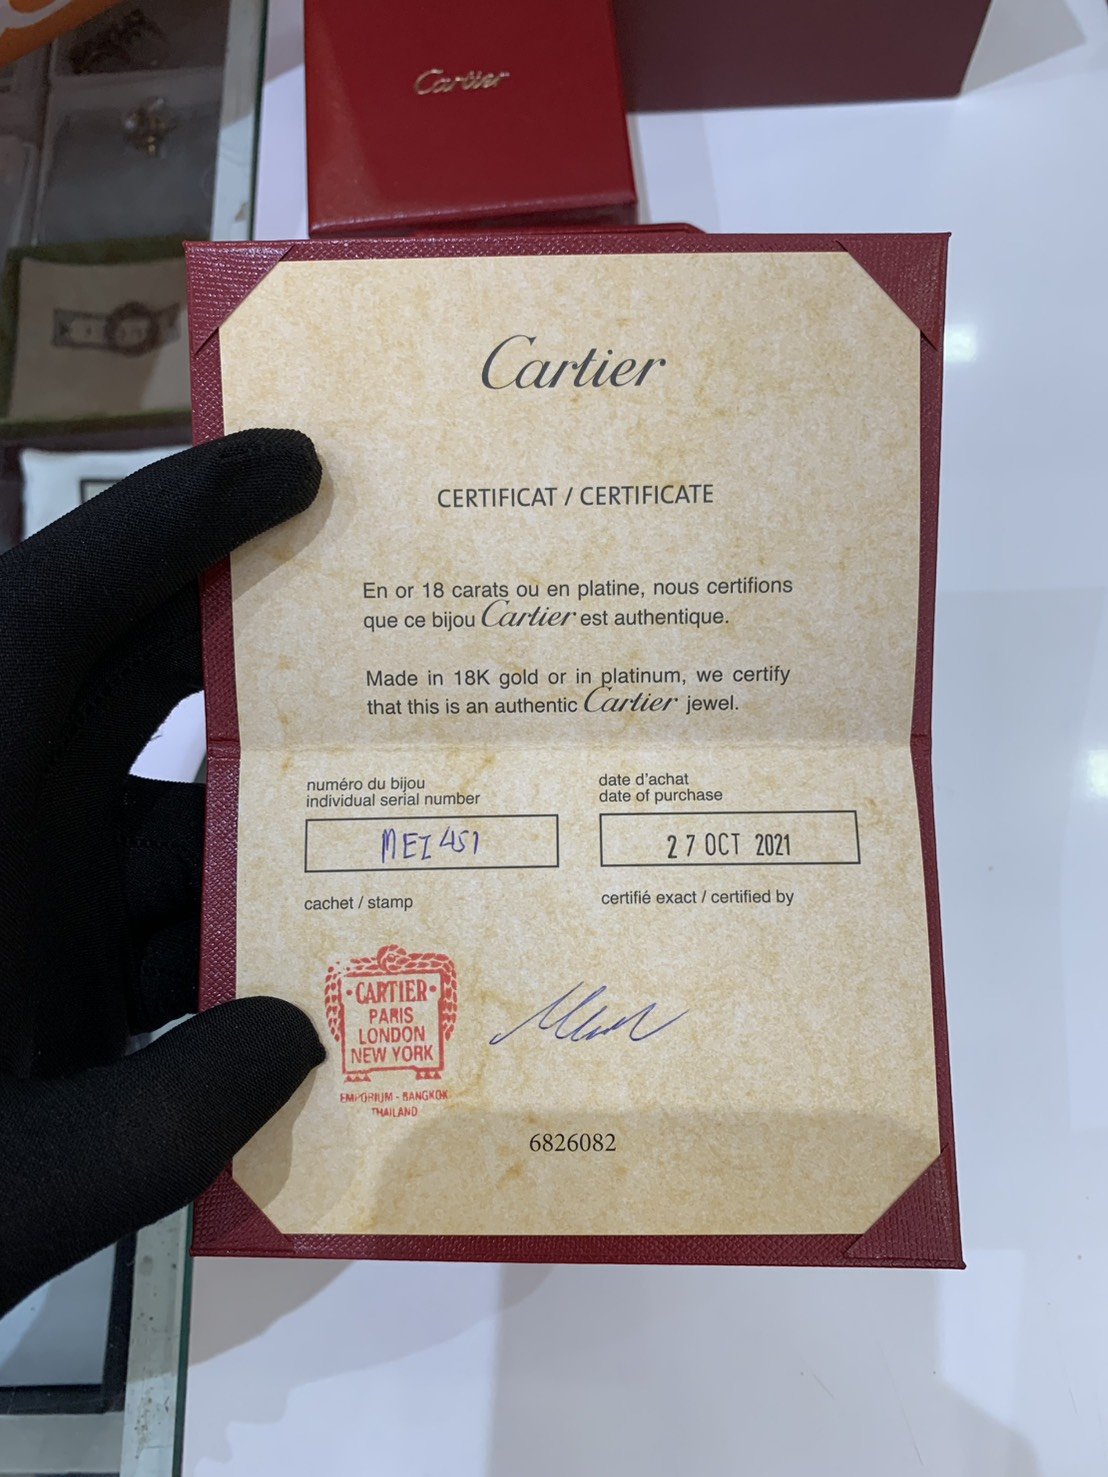 Cartier
Cartier
CERTIFICAT / CERTIFICATE
En or 18 carats ou en platine, nous certifions
que ce bijou Cartier est authentique.
Made in 18K gold or in platinum, we certify
that this is an authentic Cartier jewel.
numéro du bijou
individual serial number
MEI451
date d'achat
date of purchase
27 OCT 2021
cachet / stamp
certifié exact / certified by
CARTIER
PARIS
LONDON
NEW YORK
EMPORIUM - BANGKOK
THAILAND
6826082